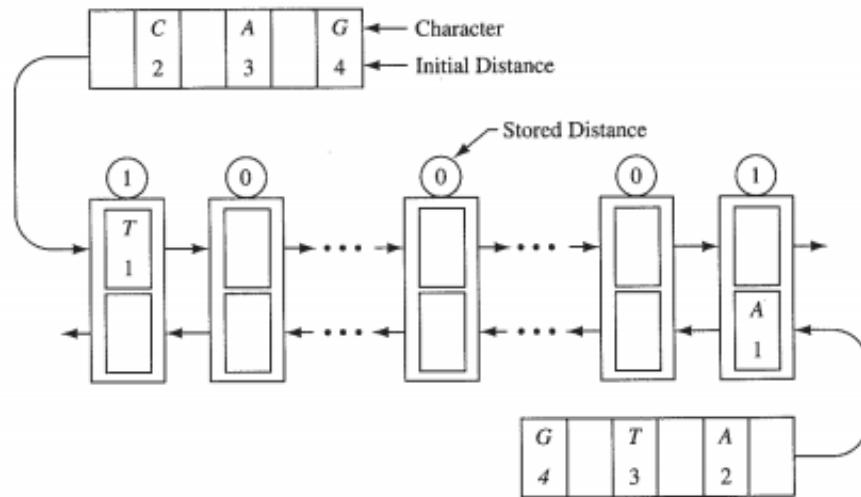 C A G Character
2 3 4 Initial Distance
Stored Distance
1 0 0 0 1
T
1
A
1
G T A
4 3 2